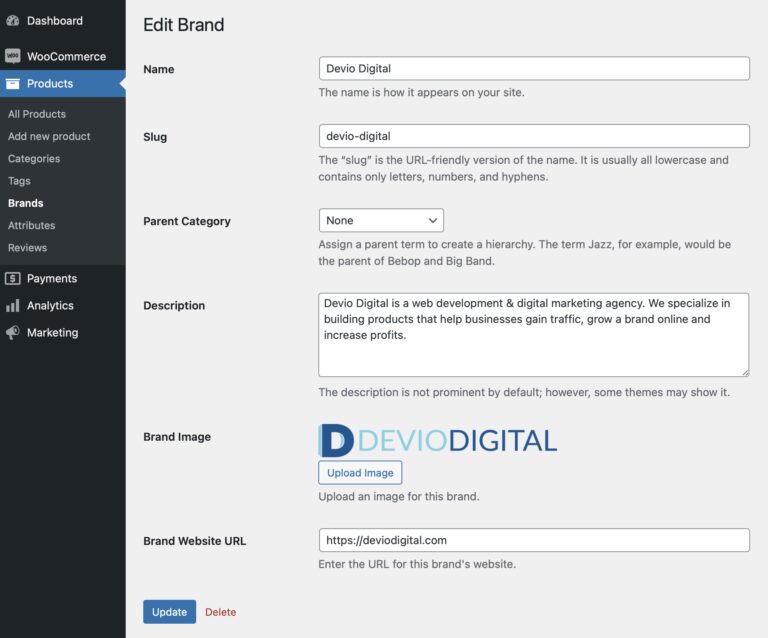 Dashboard
WOO WooCommerce
Products
All Products
Add new product
Categories
Tags
Brands
Attributes
Reviews
Payments
Analytics
Marketing
Edit Brand
Name
Devio Digital
The name is how it appears on your site.
Slug
devio-digital
The “slug” is the URL-friendly version of the name. It is usually all lowercase and
contains only letters, numbers, and hyphens.
Parent Category
None
Assign a parent term to create a hierarchy. The term Jazz, for example, would be
the parent of Bebop and Big Band.
Description
Devio Digital is a web development & digital marketing agency. We specialize in
building products that help businesses gain traffic, grow a brand online and
increase profits.
The description is not prominent by default; however, some themes may show it.
Brand Image
D DEVIODIGITAL
Upload Image
Upload an image for this brand.
Brand Website URL
https://deviodigital.com
Enter the URL for this brand's website.
Update Delete